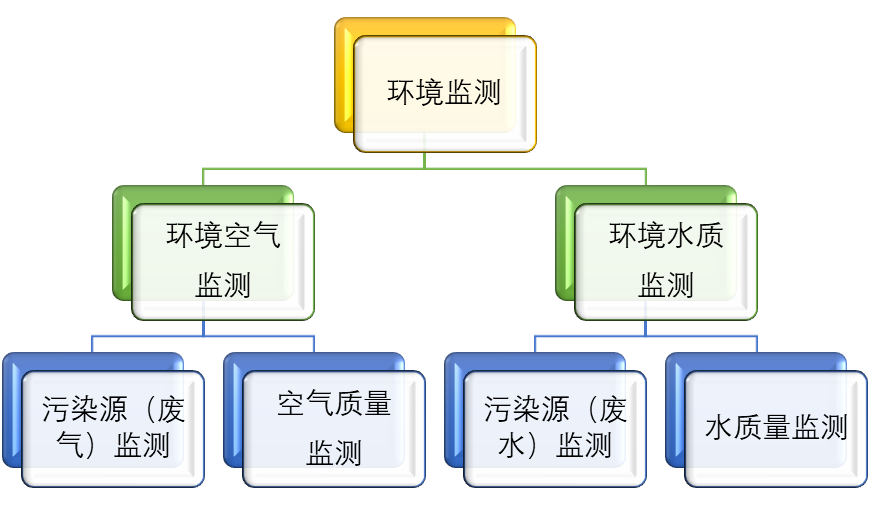 环境监测
环境空气
监测
环境水质
监测
污染源（废
气）监测
空气质量
监测
污染源（废
水）监测
水质量监测